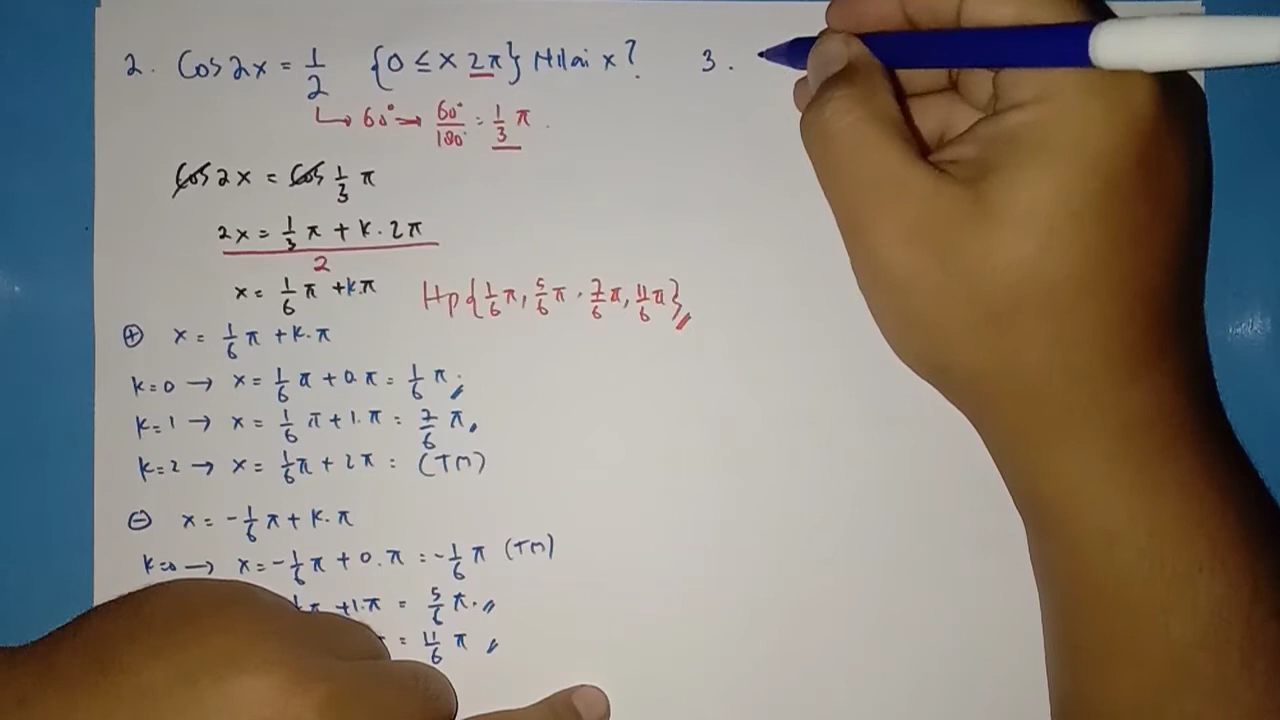 2. Cos 2x = 1/2 {0 ≤ x 2π} Nilai x?
↳ 60° → 60°/180° = 1/3 π
Cos 2x = Cos 1/3 π
2x = 1/3 π + k. 2π
2
x = 1/6 π + k.π
Hp{1/6 π, 5/6 π, 7/6 π, 11/6 π}
⊕ x = 1/6 π + k. π
k=0 → x = 1/6 π + 0.π = 1/6 π
k=1 → x = 1/6 π + 1.π = 7/6 π
k=2 → x = 1/6 π + 2π = (TM)
⊖ x = -1/6 π + k. π
k=0 → x = -1/6 π + 0.π = -1/6 π (TM)
π + 1.π = 5/6 π
= 11/6 π
3.